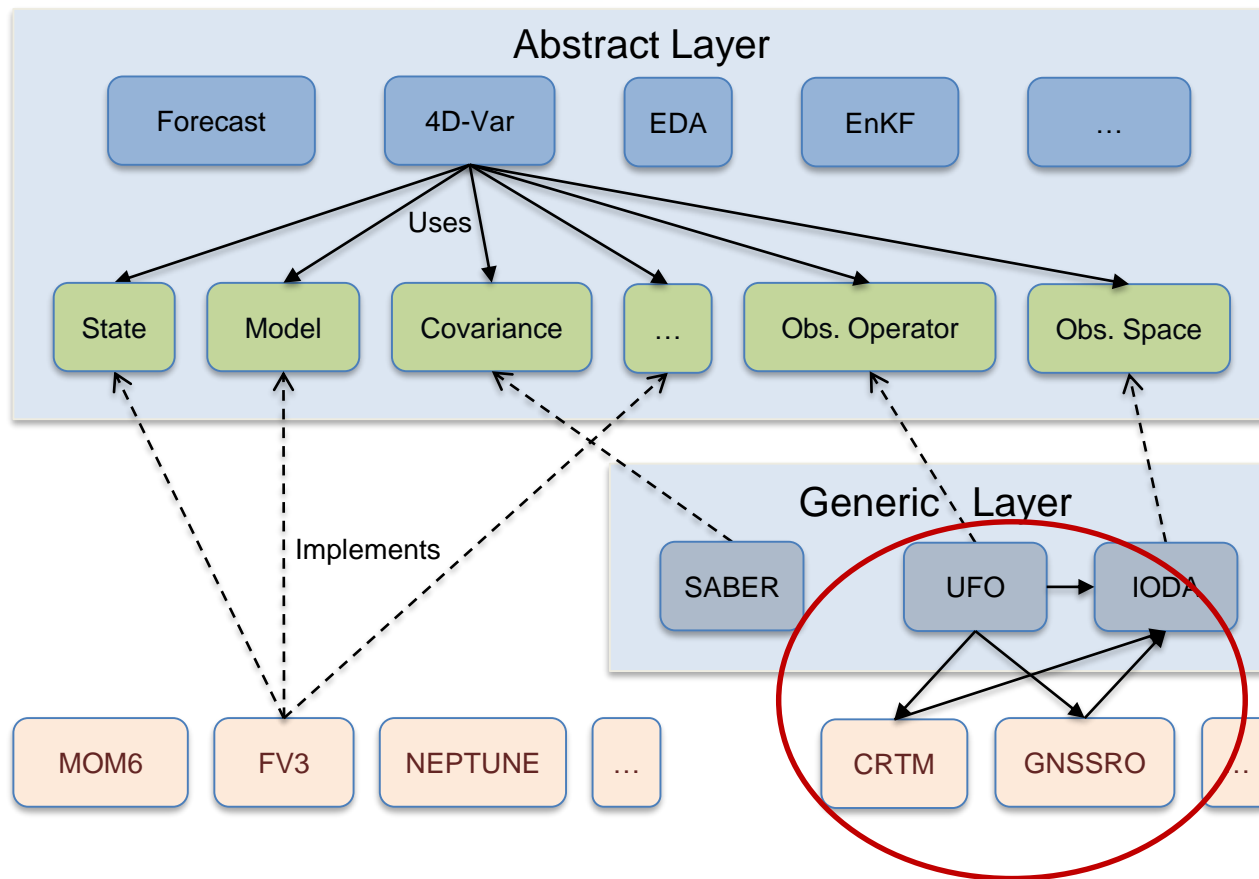 Abstract Layer
Forecast
4D-Var
EDA
EnKF
…
Uses
State
Model
Covariance
…
Obs. Operator
Obs. Space
Generic Layer
Implements
SABER
UFO
IODA
MOM6
FV3
NEPTUNE
…
CRTM
GNSSRO
…